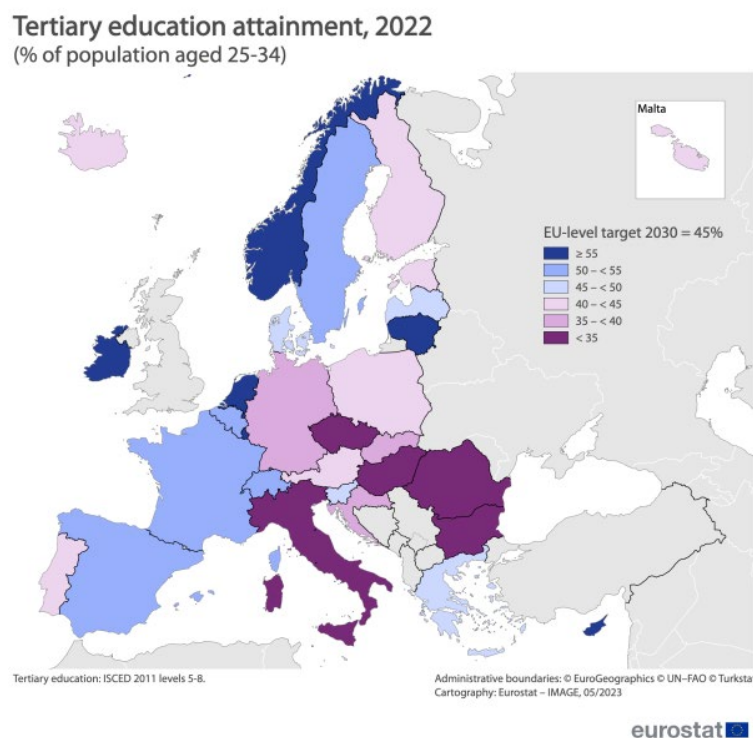 Tertiary education attainment, 2022
(% of population aged 25-34)
Malta
EU-level target 2030 = 45%
≥ 55
50 – < 55
45 – < 50
40 – < 45
35 – < 40
< 35
Tertiary education: ISCED 2011 levels 5-8.
Administrative boundaries: © EuroGeographics © UN–FAO © Turksta
Cartography: Eurostat – IMAGE, 05/2023
eurostat